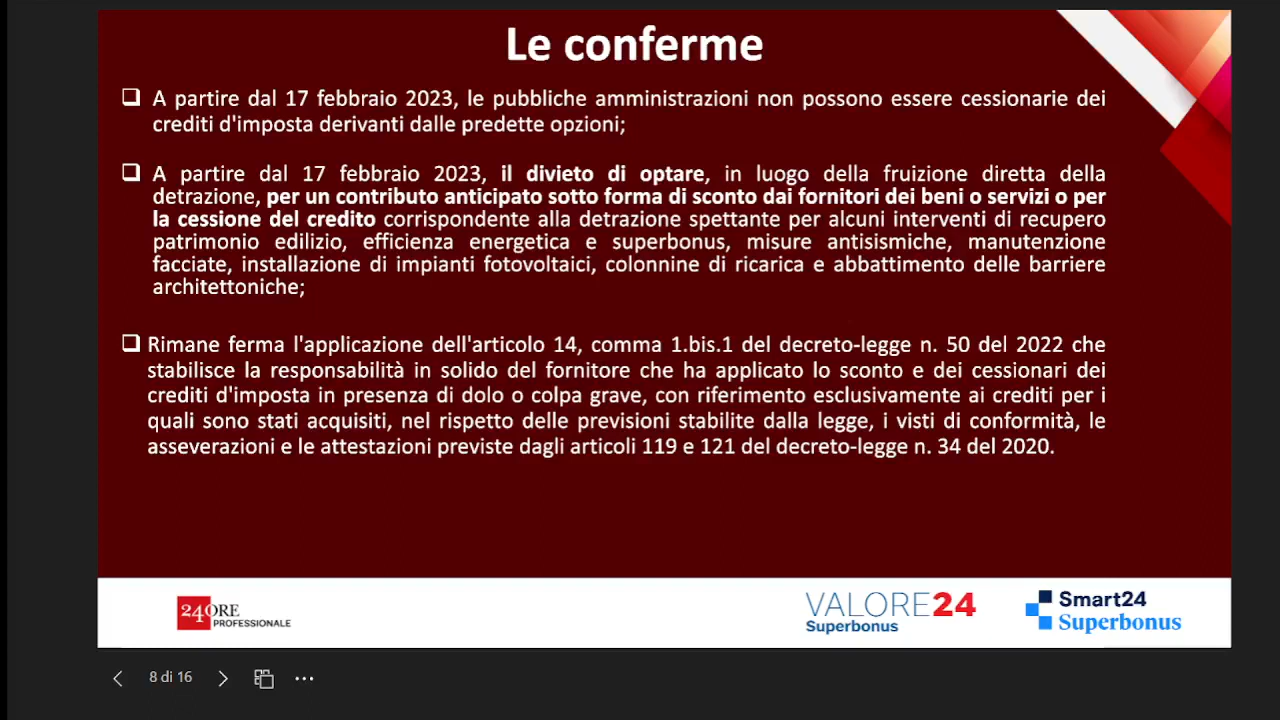 Le conferme
A partire dal 17 febbraio 2023, le pubbliche amministrazioni non possono essere cessionarie dei
crediti d'imposta derivanti dalle predette opzioni;
A partire dal 17 febbraio 2023, il divieto di optare, in luogo della fruizione diretta della
detrazione, per un contributo anticipato sotto forma di sconto dai fornitori dei beni o servizi o per
la cessione del credito corrispondente alla detrazione spettante per alcuni interventi di recupero
patrimonio edilizio, efficienza energetica e superbonus, misure antisismiche, manutenzione
facciate, installazione di impianti fotovoltaici, colonnine di ricarica e abbattimento delle barriere
architettoniche;
Rimane ferma l'applicazione dell'articolo 14, comma 1.bis.1 del decreto-legge n. 50 del 2022 che
stabilisce la responsabilità in solido del fornitore che ha applicato lo sconto e dei cessionari dei
crediti d'imposta in presenza di dolo o colpa grave, con riferimento esclusivamente ai crediti per i
quali sono stati acquisiti, nel rispetto delle previsioni stabilite dalla legge, i visti di conformità, le
asseverazioni e le attestazioni previste dagli articoli 119 e 121 del decreto-legge n. 34 del 2020.
24ORE
PROFESSIONALE
VALORE24
Superbonus
Smart24
Superbonus
8 di 16